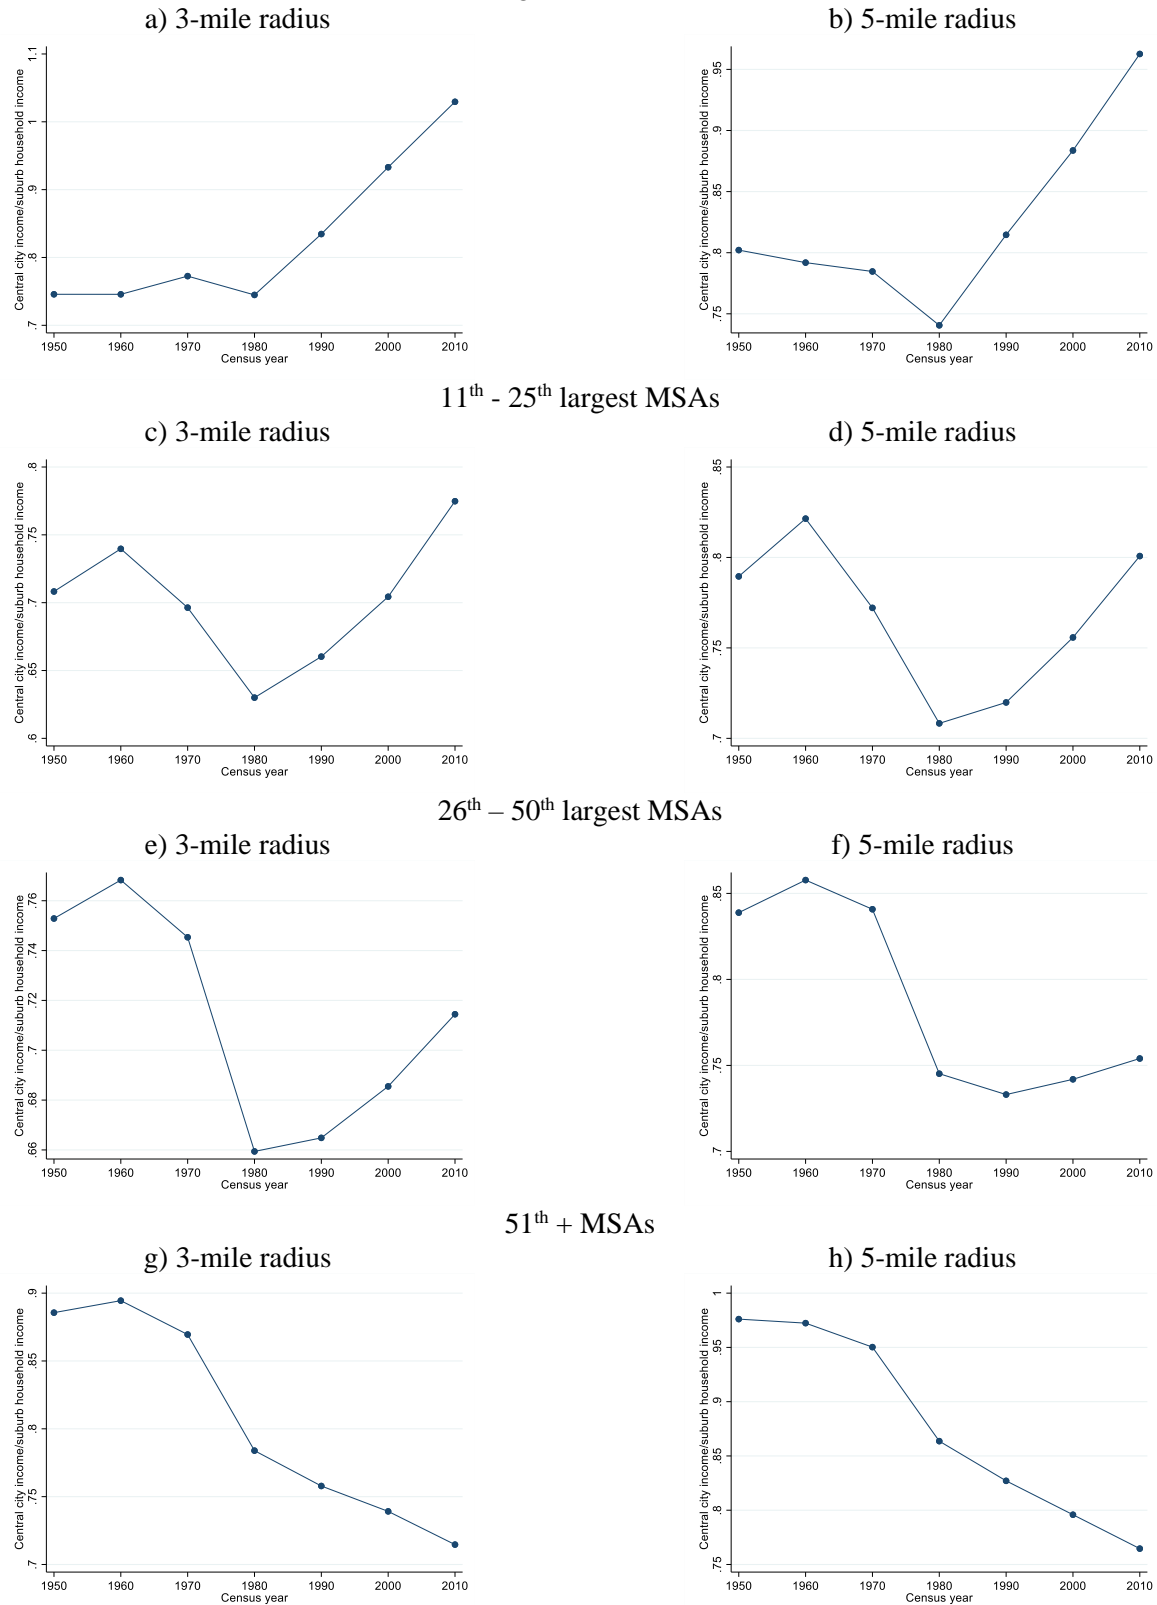 a) 3-mile radius
b) 5-mile radius
Central city income/suburb household income
.7 .8 .9 1 1.1
1950 1960 1970 1980 1990 2000 2010
Census year
Central city income/suburb household income
.75 .8 .85 .9 .95
1950 1960 1970 1980 1990 2000 2010
Census year
11th - 25th largest MSAs
c) 3-mile radius
d) 5-mile radius
Central city income/suburb household income
.6 .65 .7 .75 .8
1950 1960 1970 1980 1990 2000 2010
Census year
Central city income/suburb household income
.7 .75 .8 .85
1950 1960 1970 1980 1990 2000 2010
Census year
26th – 50th largest MSAs
e) 3-mile radius
f) 5-mile radius
Central city income/suburb household income
.66 .68 .7 .72 .74 .76
1950 1960 1970 1980 1990 2000 2010
Census year
Central city income/suburb household income
.7 .75 .8 .85
1950 1960 1970 1980 1990 2000 2010
Census year
51th + MSAs
g) 3-mile radius
h) 5-mile radius
Central city income/suburb household income
.7 .75 .8 .85 .9
1950 1960 1970 1980 1990 2000 2010
Census year
Central city income/suburb household income
.75 .8 .85 .9 .95 1
1950 1960 1970 1980 1990 2000 2010
Census year